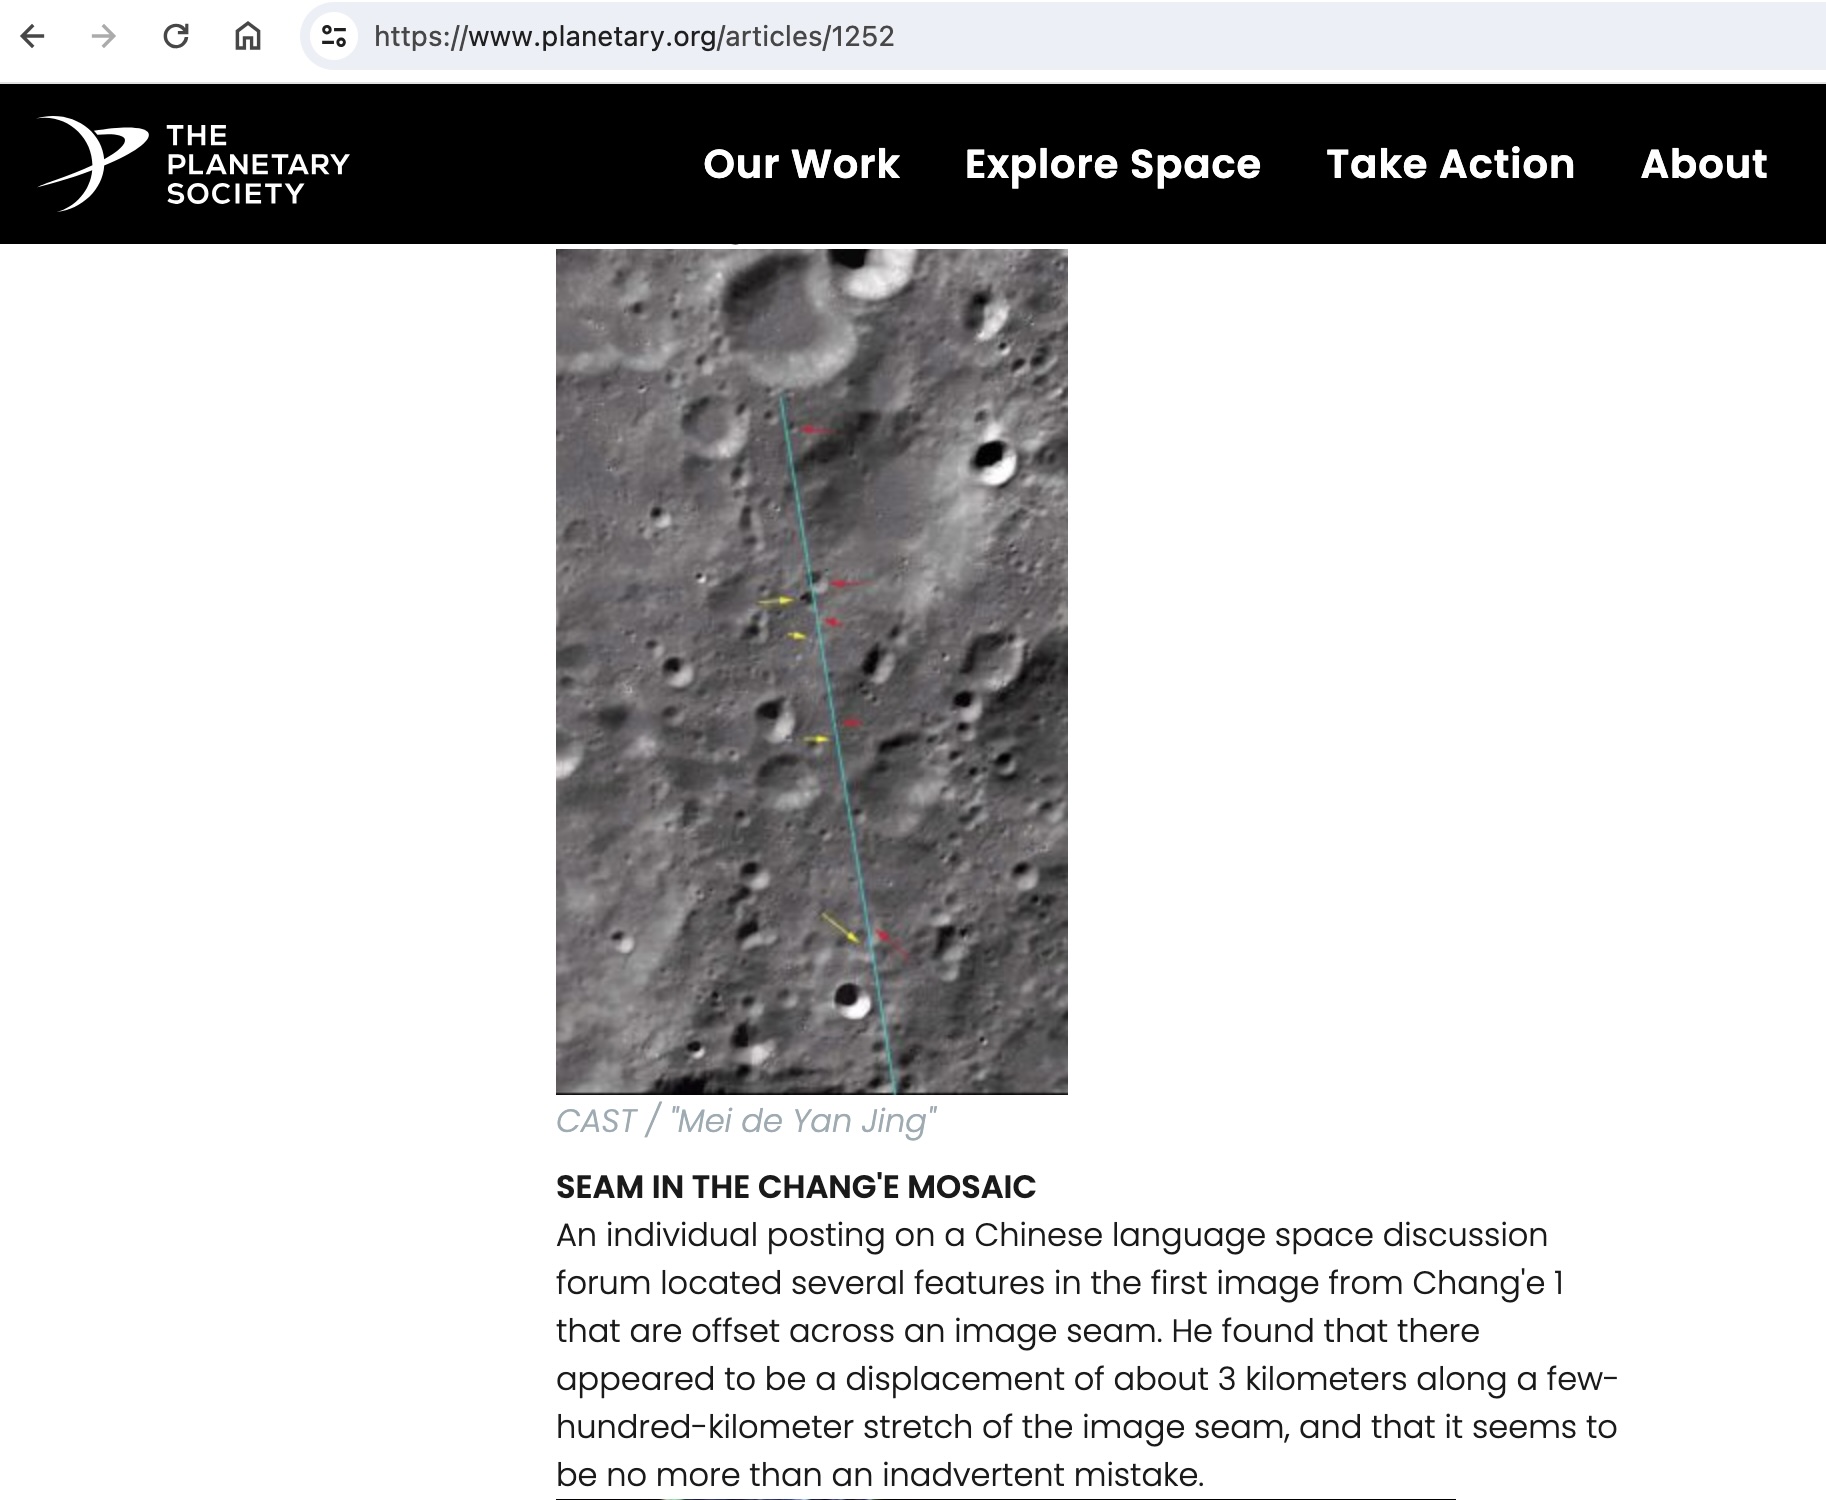 https://www.planetary.org/articles/1252
THE
PLANETARY
SOCIETY
Our Work
Explore Space
Take Action
About
CAST / "Mei de Yan Jing"
SEAM IN THE CHANG'E MOSAIC
An individual posting on a Chinese language space discussion
forum located several features in the first image from Chang'e 1
that are offset across an image seam. He found that there
appeared to be a displacement of about 3 kilometers along a few-
hundred-kilometer stretch of the image seam, and that it seems to
be no more than an inadvertent mistake.